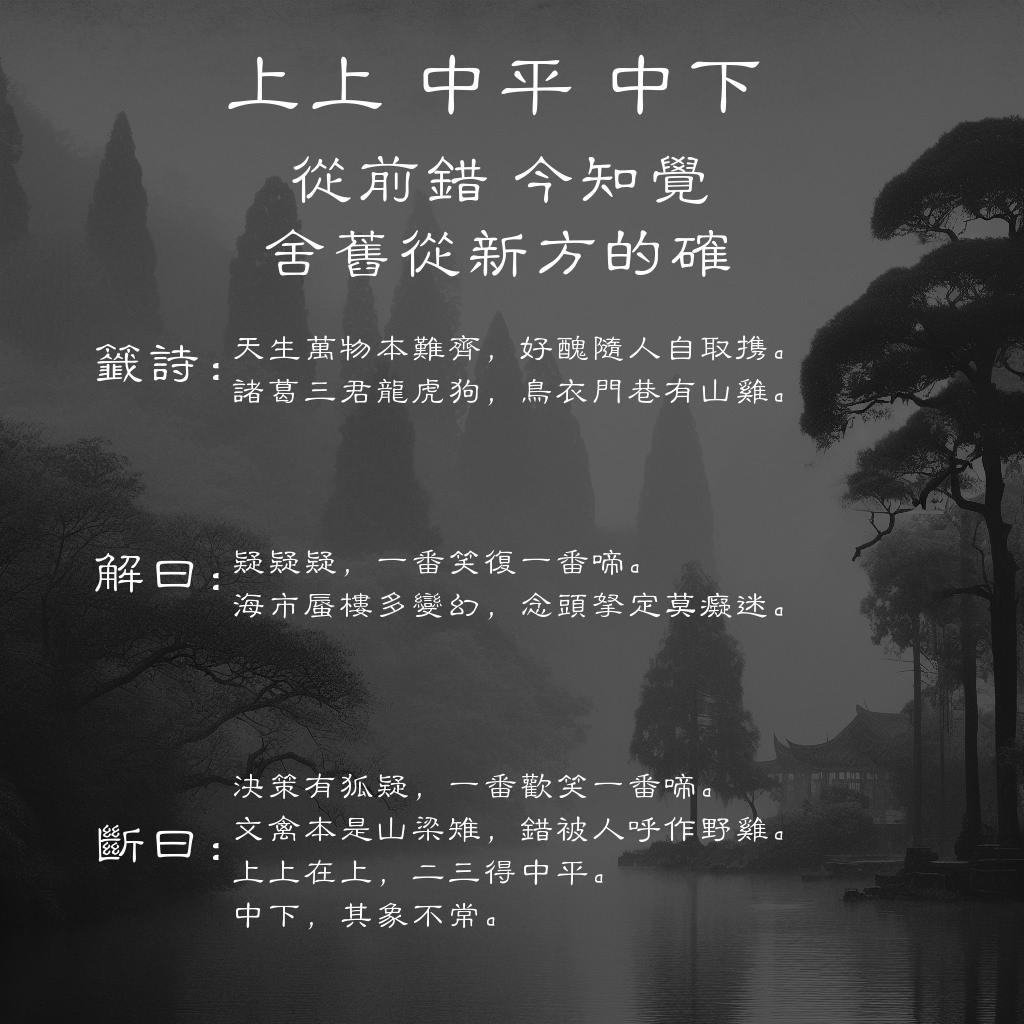 上上 中平 中下
從前錯 今知覺
舍舊從新方的確
籤詩:
天生萬物本難齊，好醜隨人自取携。
諸葛三君龍虎狗，烏衣門巷有山雞。
解曰:
疑疑疑，一番笑復一番啼。
海市蜃樓多變幻，念頭拏定莫癡迷。
斷曰:
決策有狐疑，一番歡笑一番啼。
文禽本是山梁雉，錯被人呼作野雞。
上上在上，二三得中平。
中下，其象不常。